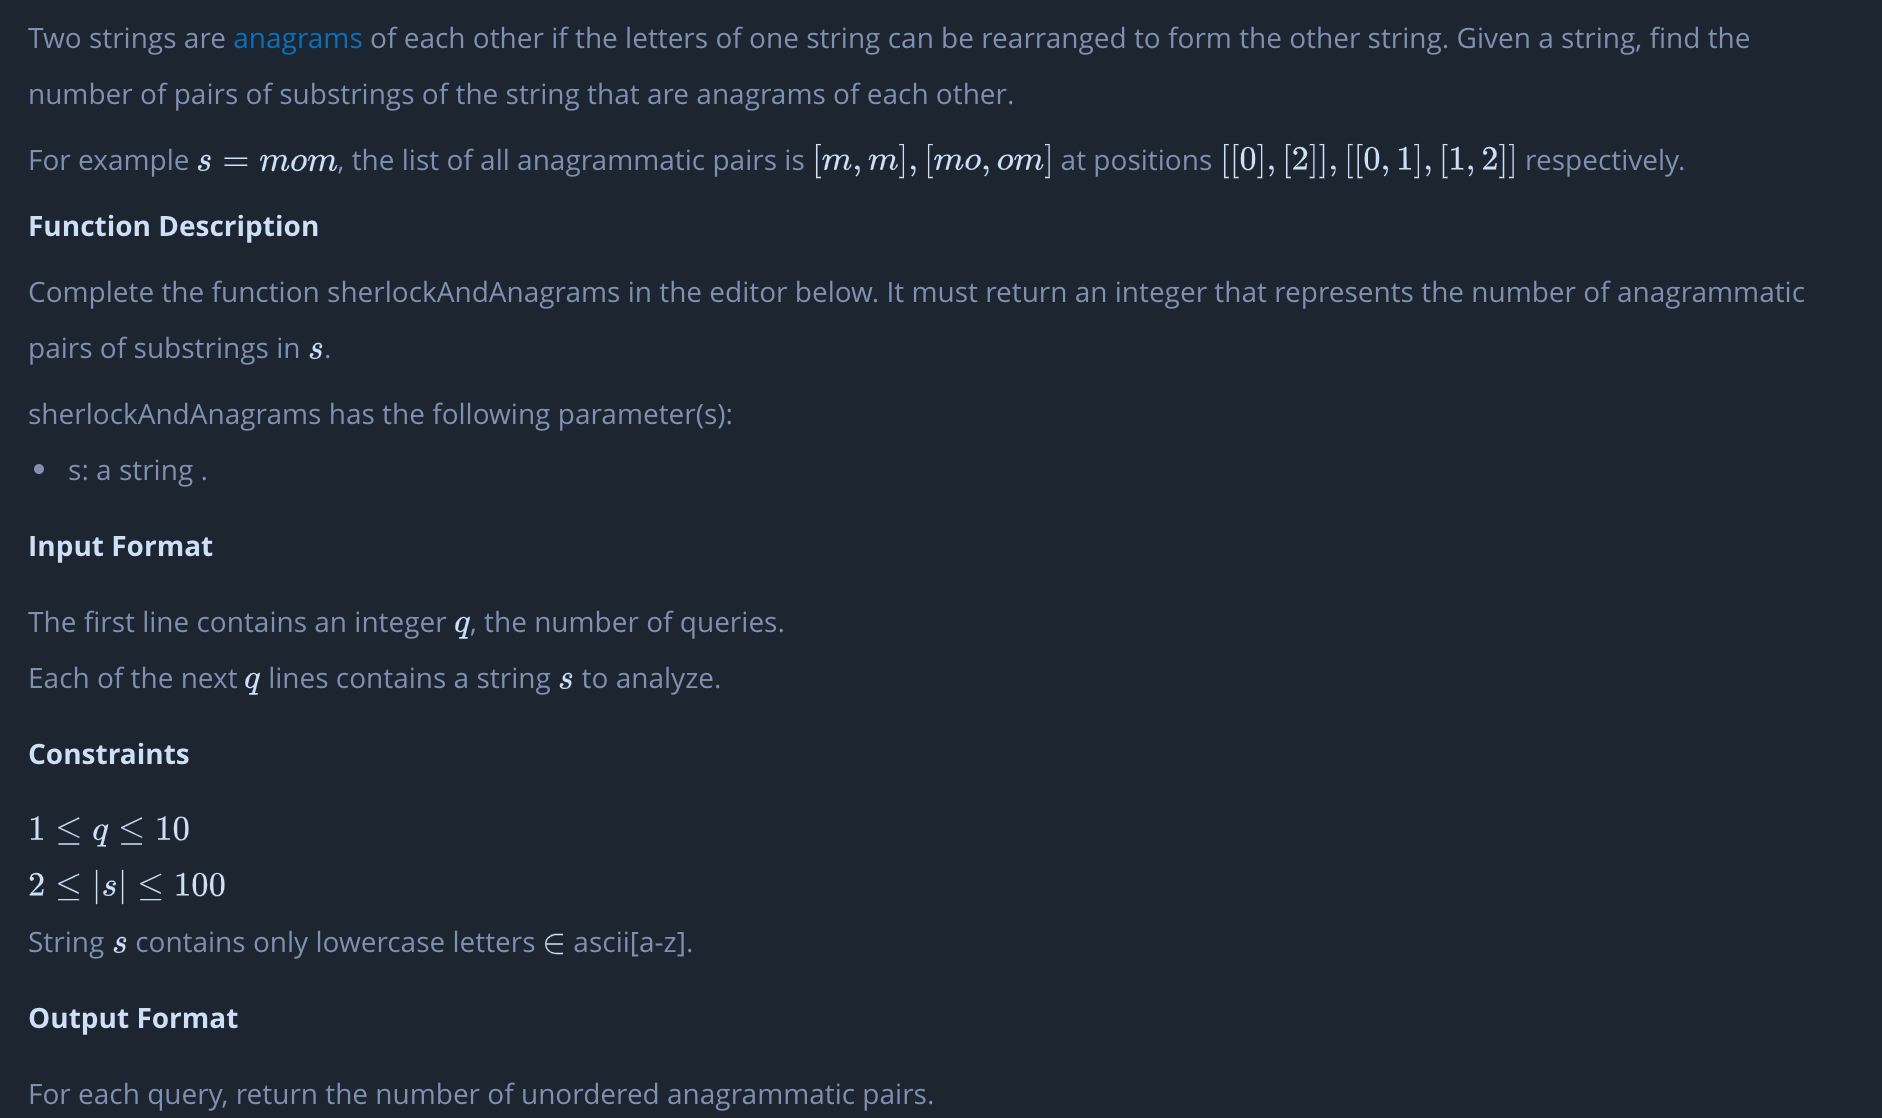 Two strings are anagrams of each other if the letters of one string can be rearranged to form the other string. Given a string, find the
number of pairs of substrings of the string that are anagrams of each other.
For example s = mom, the list of all anagrammatic pairs is [m, m], [mo, om] at positions [[0], [2]], [[0, 1], [1, 2]] respectively.
Function Description
Complete the function sherlockAndAnagrams in the editor below. It must return an integer that represents the number of anagrammatic
pairs of substrings in s.
sherlockAndAnagrams has the following parameter(s):
• s: a string .
Input Format
The first line contains an integer q, the number of queries.
Each of the next q lines contains a string s to analyze.
Constraints
1 ≤ q ≤ 10
2 ≤ |s| ≤ 100
String s contains only lowercase letters ∈ ascii[a-z].
Output Format
For each query, return the number of unordered anagrammatic pairs.